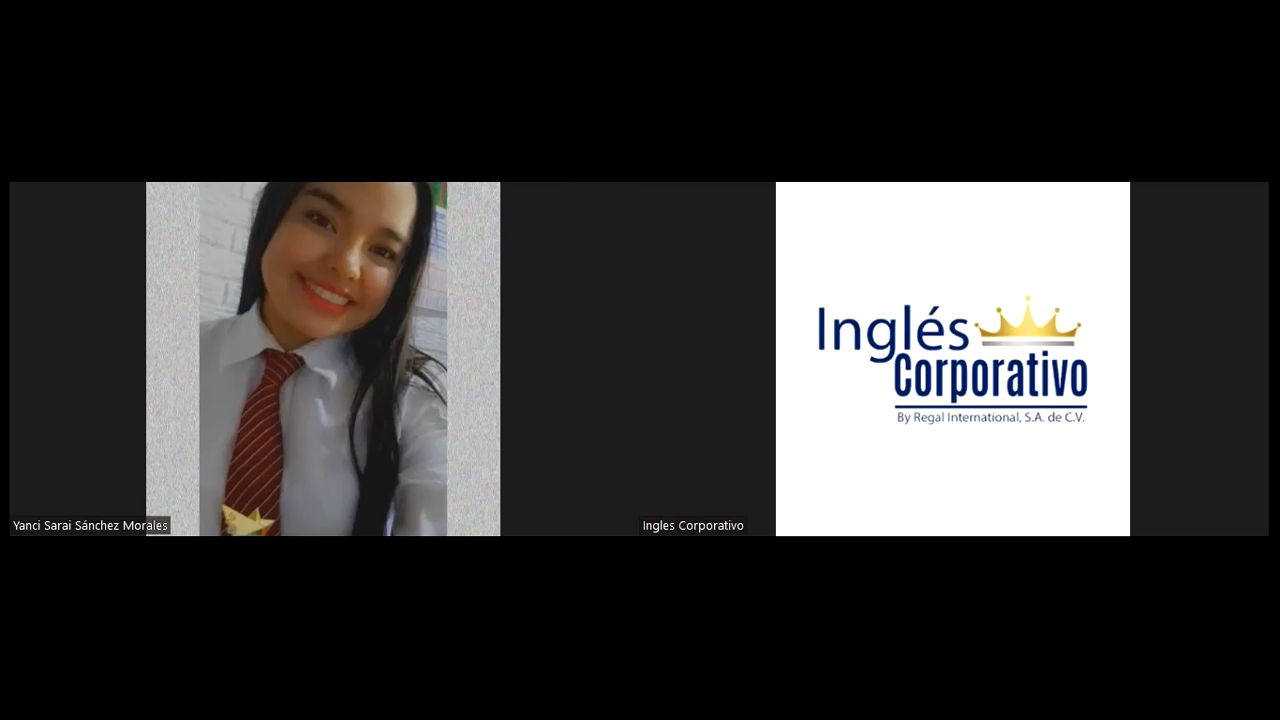 Inglés
Corporativo
By Regal International, S.A. de C.V.
Yanci Sarai Sánchez Morales
Ingles Corporativo